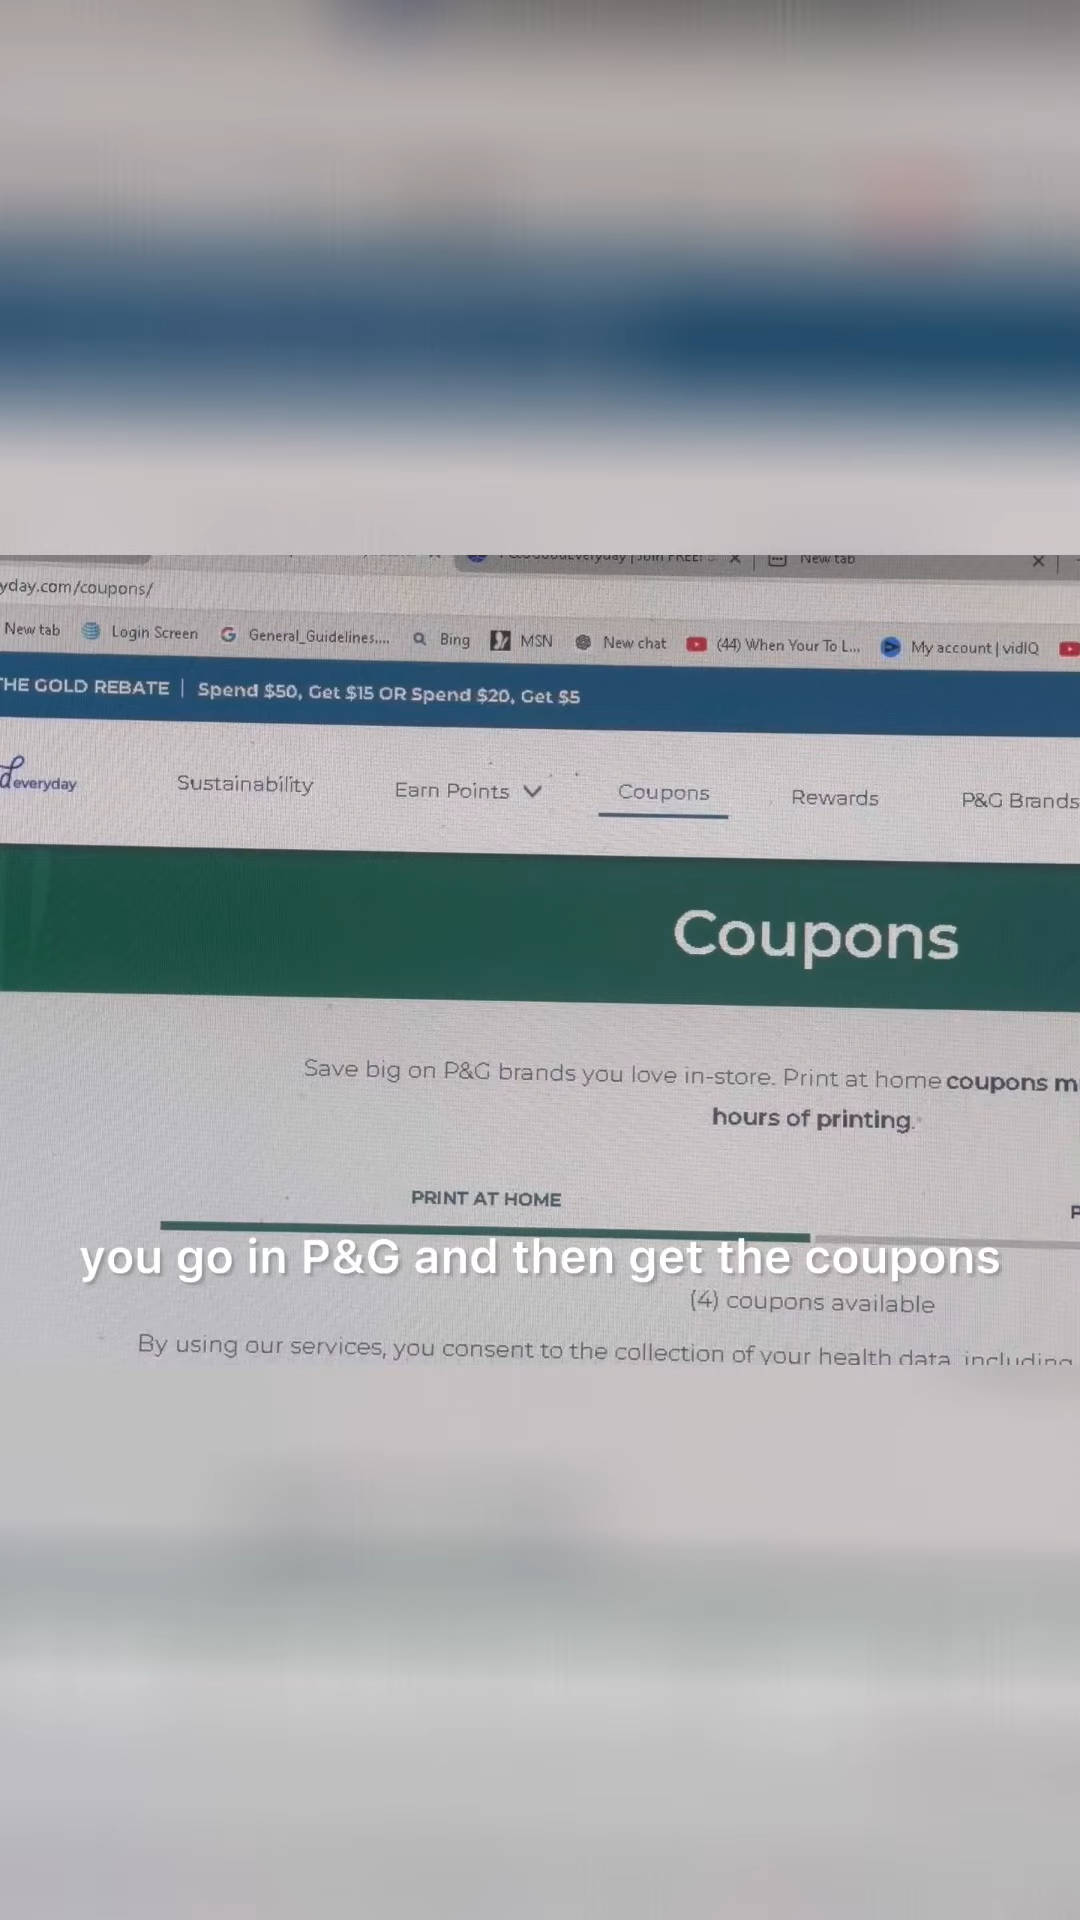 New tab
yday.com/coupons/
New tab Login Screen General_Guidelines.... Bing MSN New chat (44) When Your To L... My account | vidIQ
THE GOLD REBATE | Spend $50, Get $15 OR Spend $20, Get $5
everyday Sustainability Earn Points Coupons Rewards P&G Brands
Coupons
Save big on P&G brands you love in-store. Print at home coupons m
hours of printing.
PRINT AT HOME
you go in P&G and then get the coupons
(4) coupons available
By using our services, you consent to the collection of your health data, including